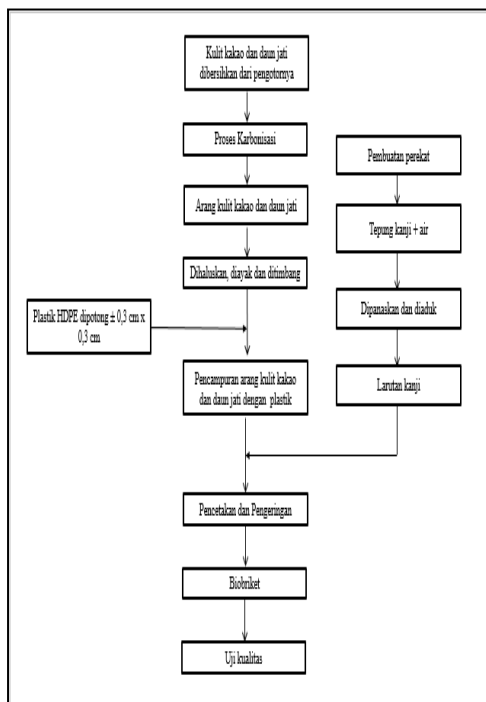 Kulit kakao dan daun jati
dibersihkan dari pengotornya
Proses Karbonisasi
Arang kulit kakao dan daun jati
Dihaluskan, diayak dan ditimbang
Plastik HDPE dipotong ± 0,3 cm x
0,3 cm
Pencampuran arang kulit kakao
dan daun jati dengan plastik
Pembuatan perekat
Tepung kanji + air
Dipanaskan dan diaduk
Larutan kanji
Pencetakan dan Pengeringan
Biobriket
Uji kualitas